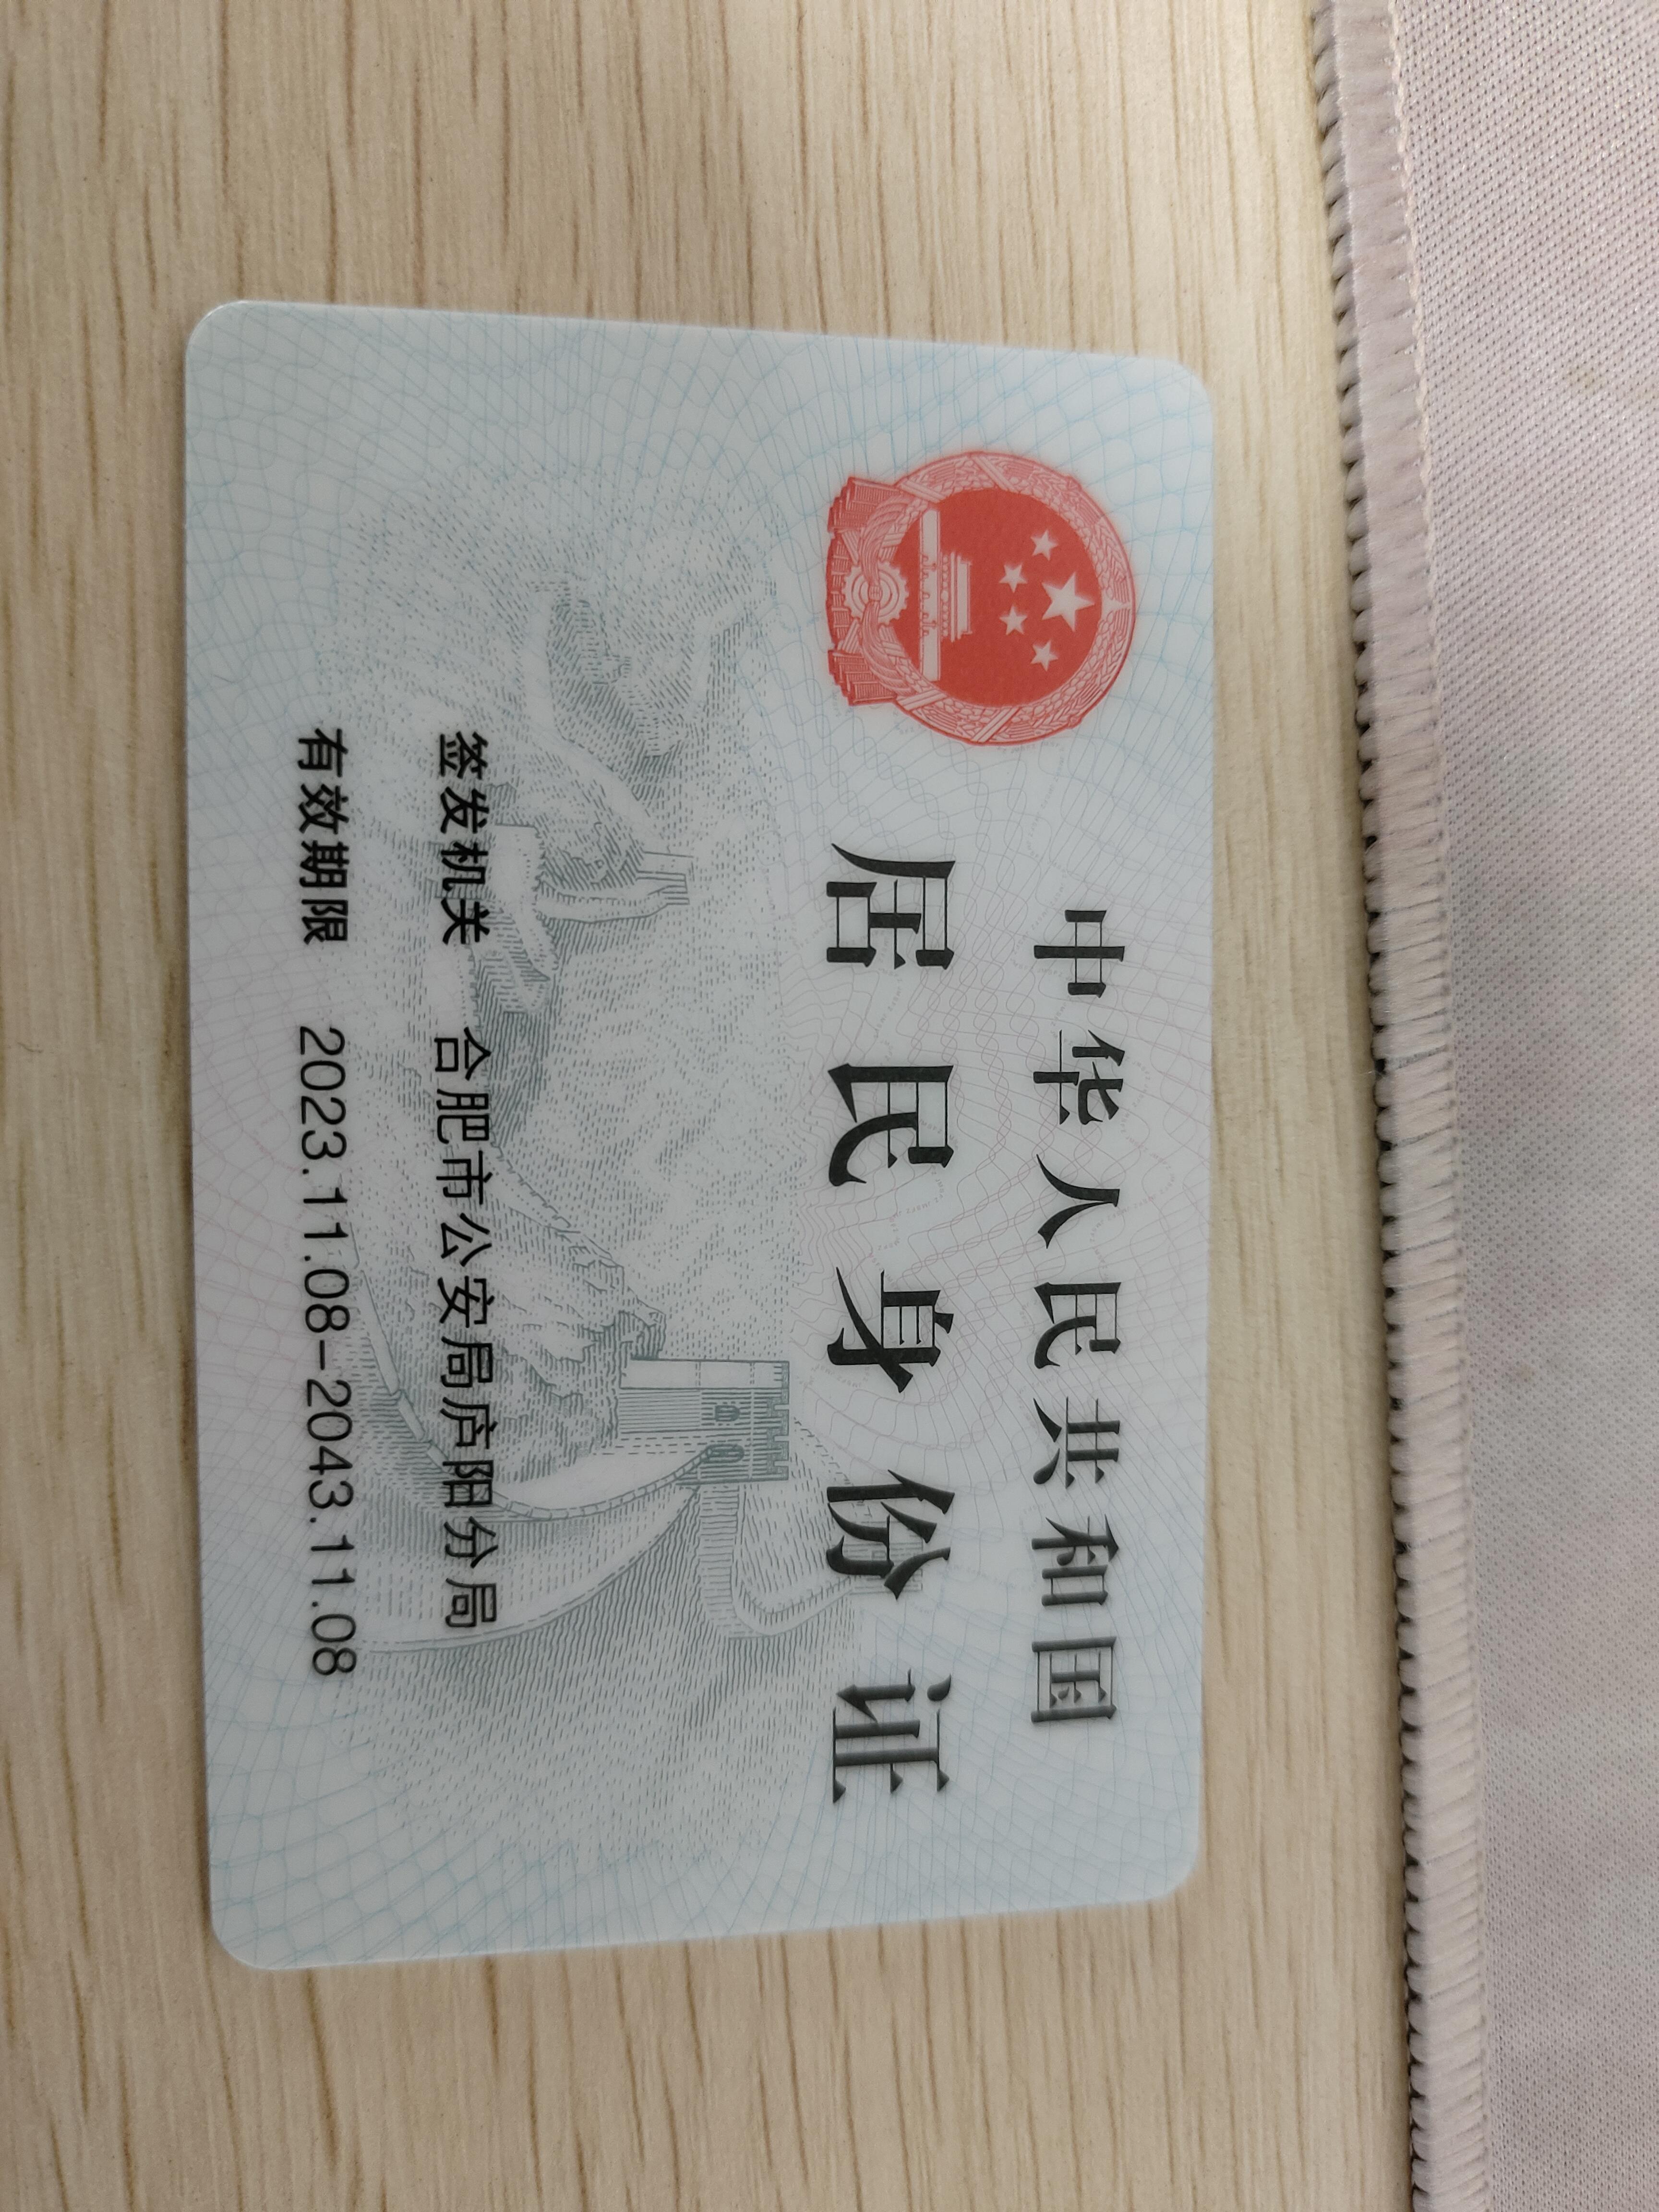 中华人民共和国
居民身份证
签发机关 合肥市公安局庐阳分局
有效期限 2023.11.08-2043.11.08